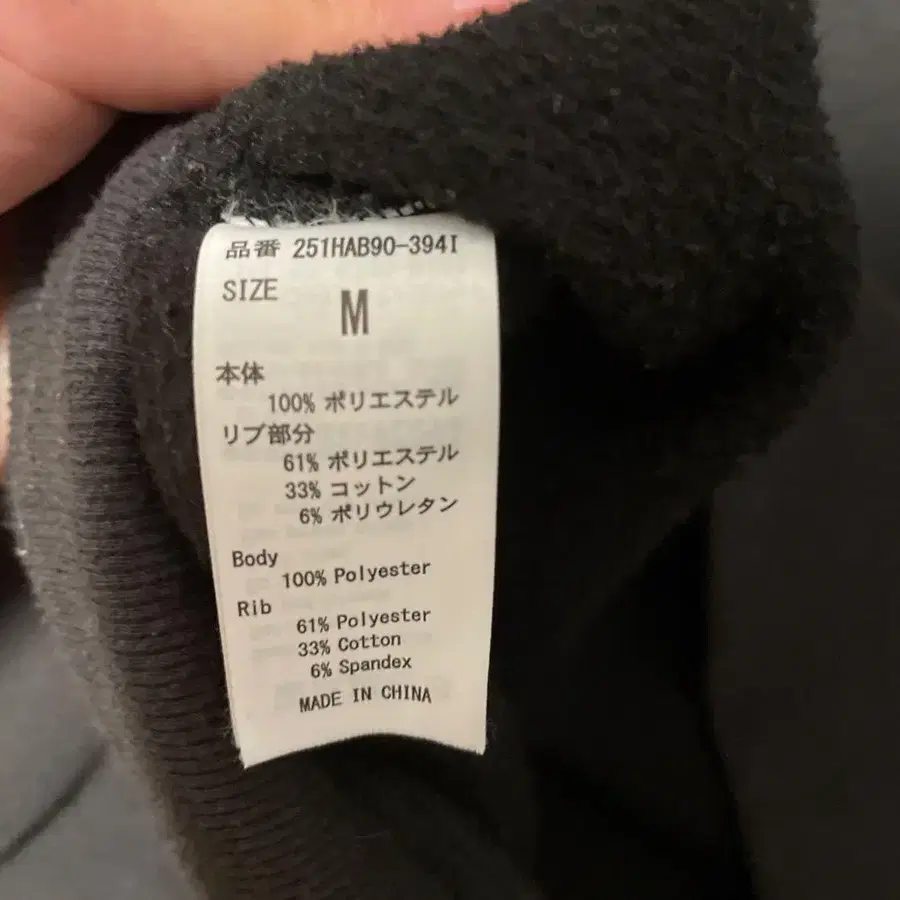 品番 251HAB90-394I
SIZE
M
本体
100% ポリエステル
リブ部分
61% ポリエステル
33% コットン
6% ポリウレタン
Body
100% Polyester
Rib
61% Polyester
33% Cotton
6% Spandex
MADE IN CHINA